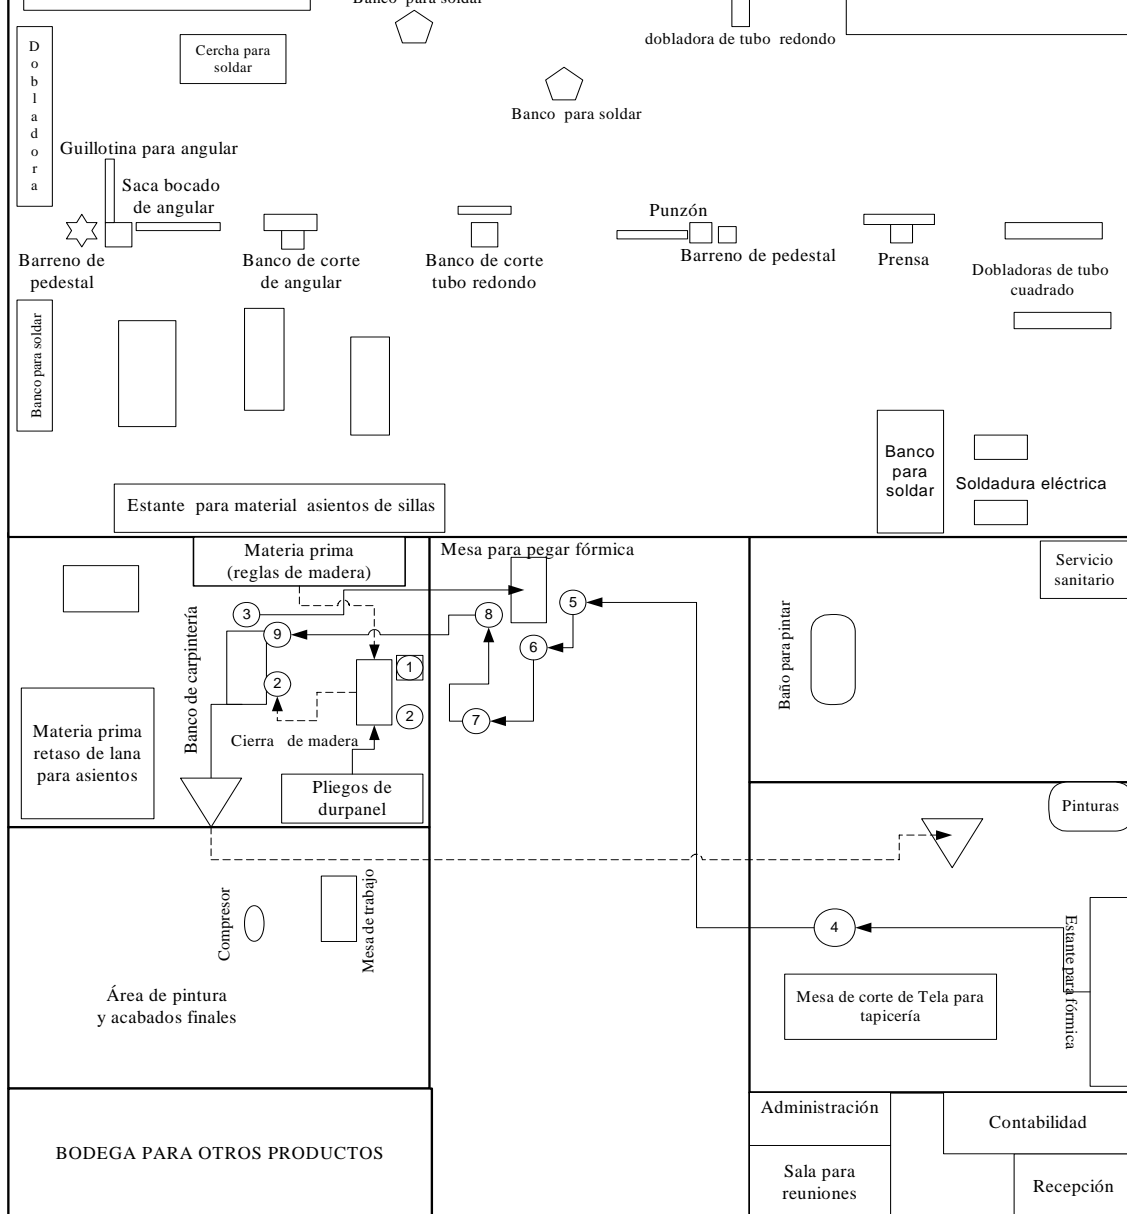 Banco para soldar
D
o
b
l
a
d
o
r
a
Cercha para
soldar
dobladora de tubo redondo
Banco para soldar
Guillotina para angular
Saca bocado
de angular
Punzón
Barreno de
pedestal
Banco de corte
de angular
Banco de corte
tubo redondo
Barreno de pedestal
Prensa
Dobladoras de tubo
cuadrado
Banco para soldar
Banco
para
soldar
Soldadura eléctrica
Estante para material asientos de sillas
Materia prima
(reglas de madera)
Mesa para pegar fórmica
Servicio
sanitario
3
9
8
5
6
Banco de carpintería
1
2
2
7
Baño para pintar
Materia prima
retaso de lana
para asientos
Cierra de madera
Pliegos de
durpanel
Pinturas
Compresor
Mesa de trabajo
4
Estante para fórmica
Área de pintura
y acabados finales
Mesa de corte de Tela para
tapicería
Administración
Contabilidad
BODEGA PARA OTROS PRODUCTOS
Sala para
reuniones
Recepción